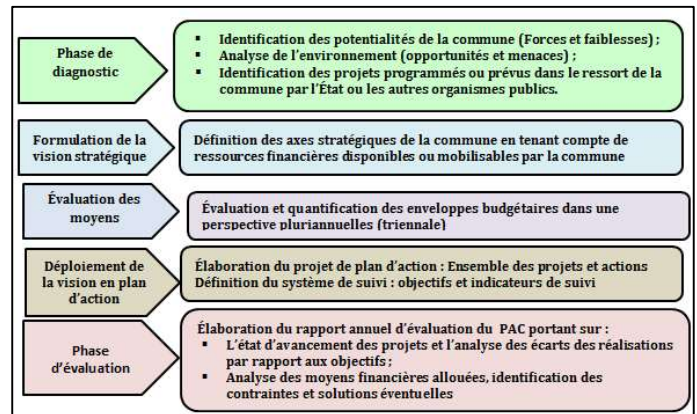 Phase de
diagnostic
▪ Identification des potentialités de la commune (Forces et faiblesses) ;
▪ Analyse de l'environnement (opportunités et menaces) ;
▪ Identification des projets programmés ou prévus dans le ressort de la
commune par l'État ou les autres organismes publics.
Formulation de la
vision stratégique
Définition des axes stratégiques de la commune en tenant compte de
ressources financières disponibles ou mobilisables par la commune
Évaluation des
moyens
Évaluation et quantification des enveloppes budgétaires dans une
perspective pluriannuelles (triennale)
Déploiement de
la vision en plan
d'action
Élaboration du projet de plan d'action : Ensemble des projets et actions
Définition du système de suivi : objectifs et indicateurs de suivi
Phase
d'évaluation
Élaboration du rapport annuel d'évaluation du PAC portant sur :
▪ L'état d'avancement des projets et l'analyse des écarts des réalisations
par rapport aux objectifs ;
▪ Analyse des moyens financières allouées, identification des
contraintes et solutions éventuelles